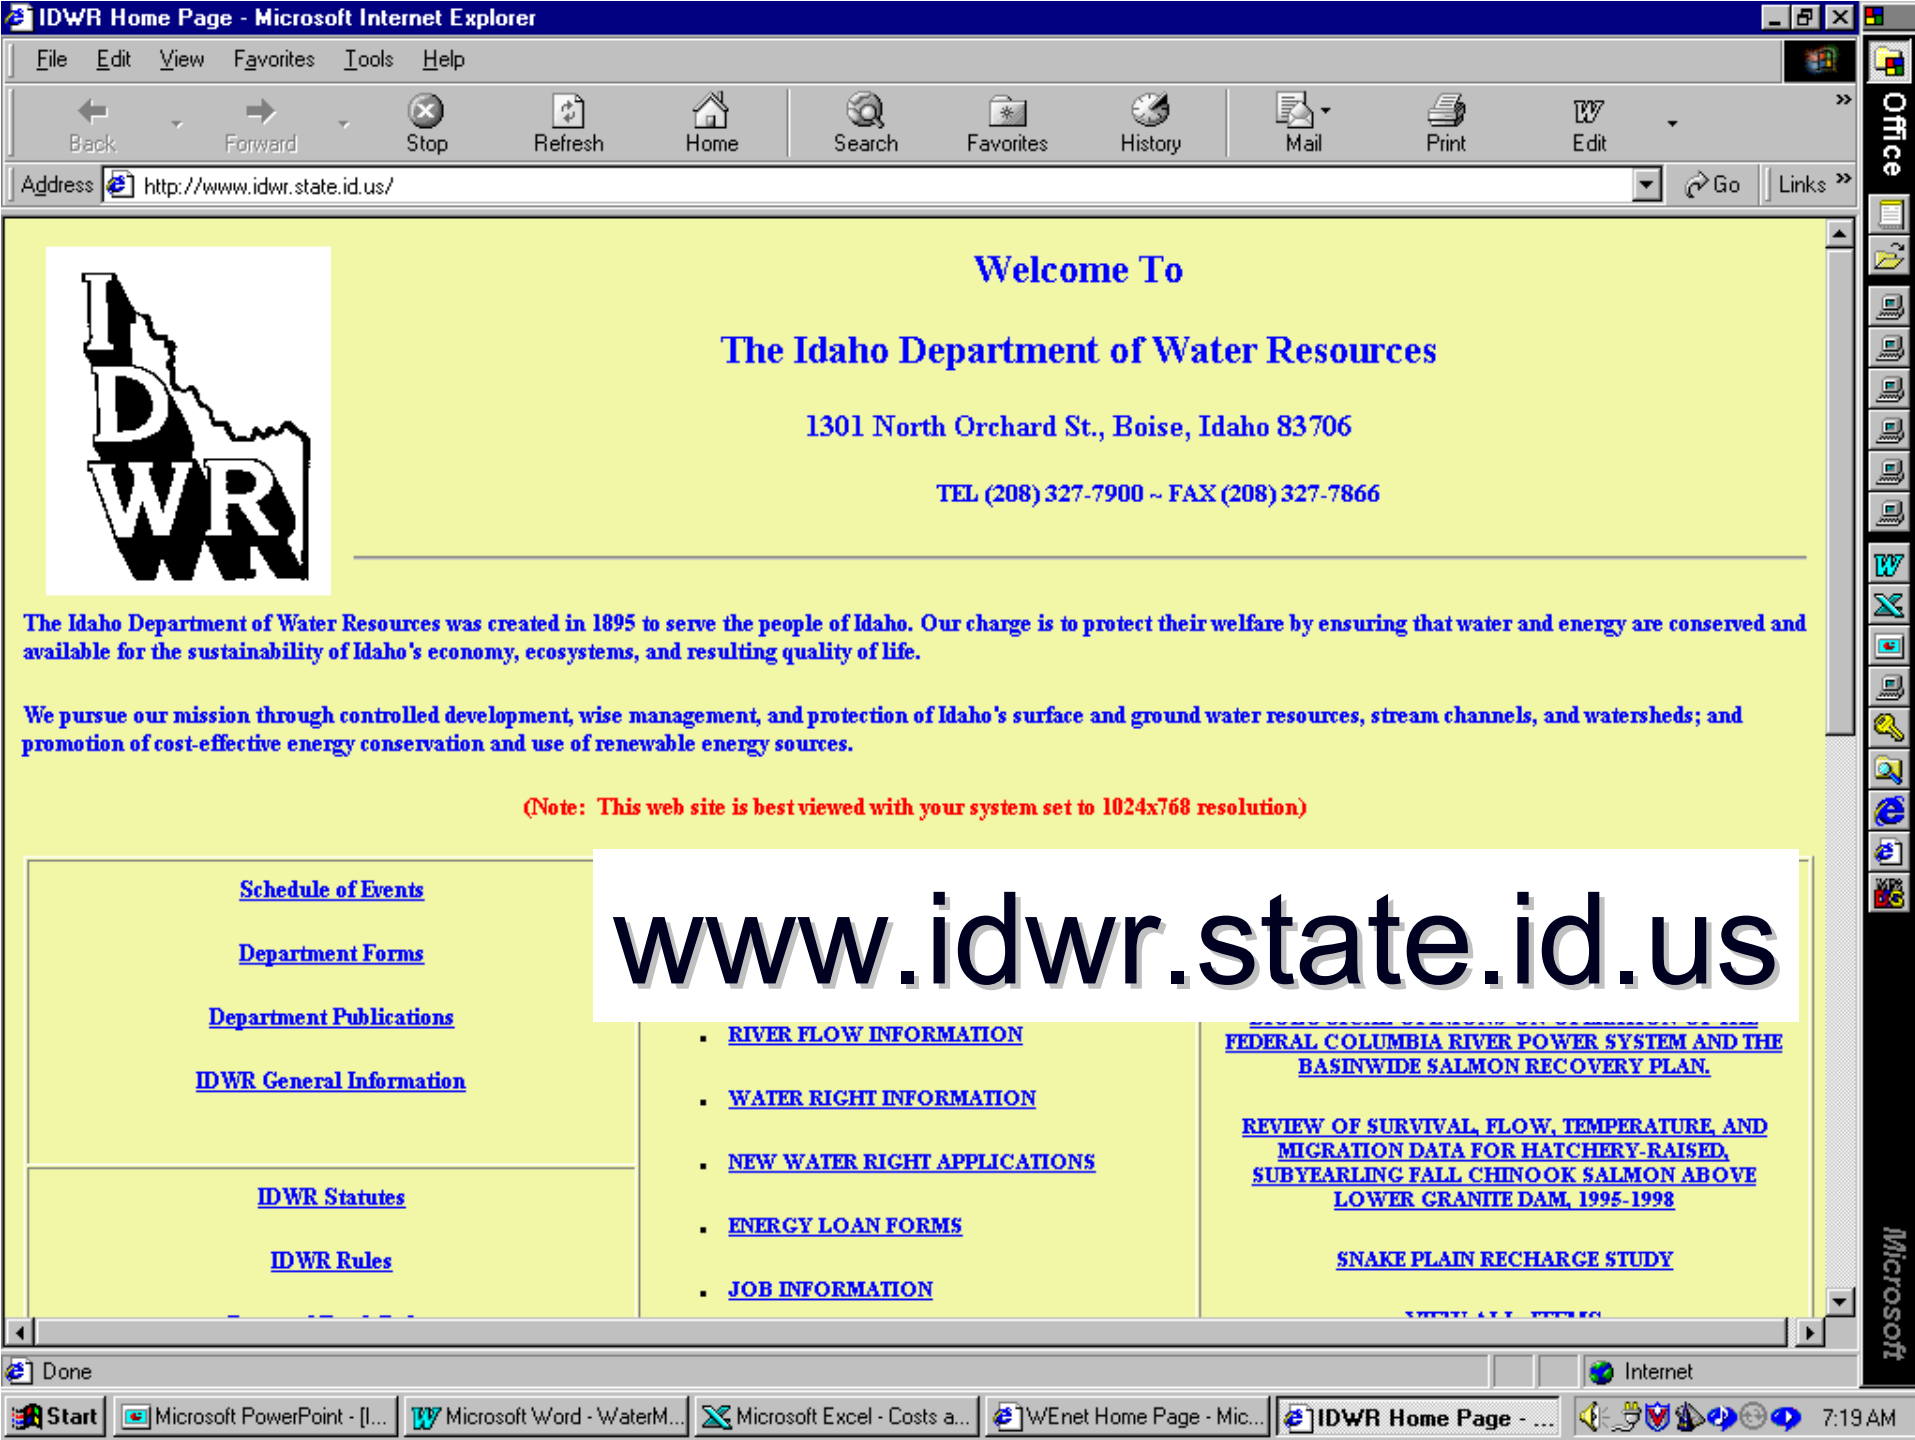 IDWR Home Page - Microsoft Internet Explorer
File Edit View Favorites Tools Help
Back Forward Stop Refresh Home Search Favorites History Mail Print Edit »
Address http://www.idwr.state.id.us/ Go Links »
Office
I
D
WR
Welcome To
The Idaho Department of Water Resources
1301 North Orchard St., Boise, Idaho 83706
TEL (208) 327-7900 ~ FAX (208) 327-7866
The Idaho Department of Water Resources was created in 1895 to serve the people of Idaho. Our charge is to protect their welfare by ensuring that water and energy are conserved and
available for the sustainability of Idaho's economy, ecosystems, and resulting quality of life.
We pursue our mission through controlled development, wise management, and protection of Idaho's surface and ground water resources, stream channels, and watersheds; and
promotion of cost-effective energy conservation and use of renewable energy sources.
(Note: This web site is best viewed with your system set to 1024x768 resolution)
www.idwr.state.id.us
Schedule of Events
Department Forms
Department Publications
IDWR General Information
IDWR Statutes
IDWR Rules
RIVER FLOW INFORMATION
WATER RIGHT INFORMATION
NEW WATER RIGHT APPLICATIONS
ENERGY LOAN FORMS
JOB INFORMATION
FEDERAL COLUMBIA RIVER POWER SYSTEM AND THE
BASINWIDE SALMON RECOVERY PLAN.
REVIEW OF SURVIVAL, FLOW, TEMPERATURE, AND
MIGRATION DATA FOR HATCHERY-RAISED,
SUBYEARLING FALL CHINOOK SALMON ABOVE
LOWER GRANITE DAM, 1995-1998
SNAKE PLAIN RECHARGE STUDY
VIEW ALL ITEMS
Microsoft
Done Internet
Start Microsoft PowerPoint - [I... Microsoft Word - WaterM... Microsoft Excel - Costs a... WEnet Home Page - Mic... IDWR Home Page - ... 7:19 AM